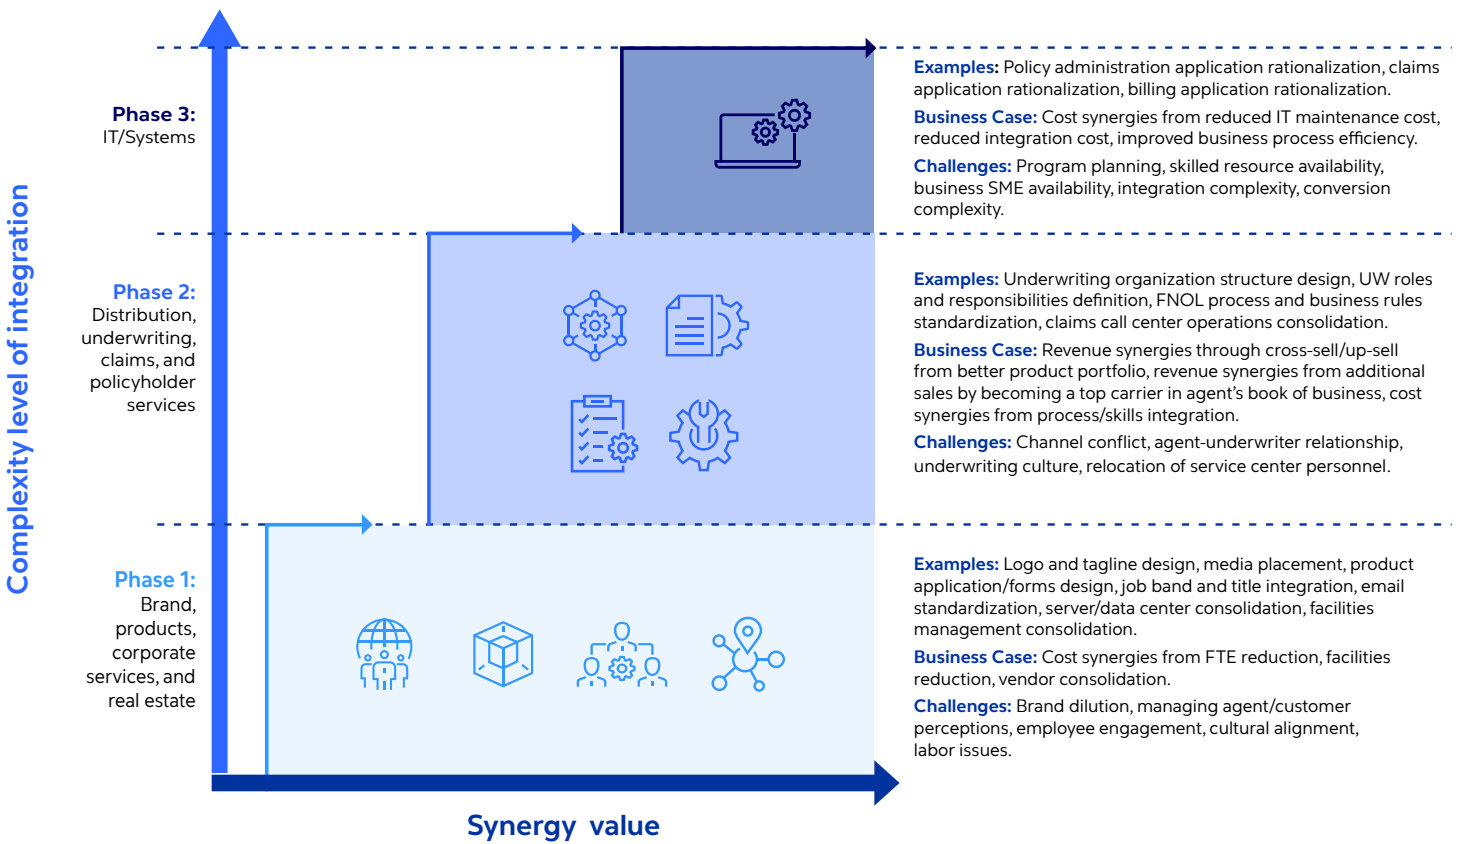 Complexity level of integration
Phase 3:
IT/Systems
Examples: Policy administration application rationalization, claims
application rationalization, billing application rationalization.
Business Case: Cost synergies from reduced IT maintenance cost,
reduced integration cost, improved business process efficiency.
Challenges: Program planning, skilled resource availability,
business SME availability, integration complexity, conversion
complexity.
Phase 2:
Distribution,
underwriting,
claims, and
policyholder
services
Examples: Underwriting organization structure design, UW roles
and responsibilities definition, FNOL process and business rules
standardization, claims call center operations consolidation.
Business Case: Revenue synergies through cross-sell/up-sell
from better product portfolio, revenue synergies from additional
sales by becoming a top carrier in agent’s book of business, cost
synergies from process/skills integration.
Challenges: Channel conflict, agent-underwriter relationship,
underwriting culture, relocation of service center personnel.
Phase 1:
Brand,
products,
corporate
services, and
real estate
Examples: Logo and tagline design, media placement, product
application/forms design, job band and title integration, email
standardization, server/data center consolidation, facilities
management consolidation.
Business Case: Cost synergies from FTE reduction, facilities
reduction, vendor consolidation.
Challenges: Brand dilution, managing agent/customer
perceptions, employee engagement, cultural alignment,
labor issues.
Synergy value